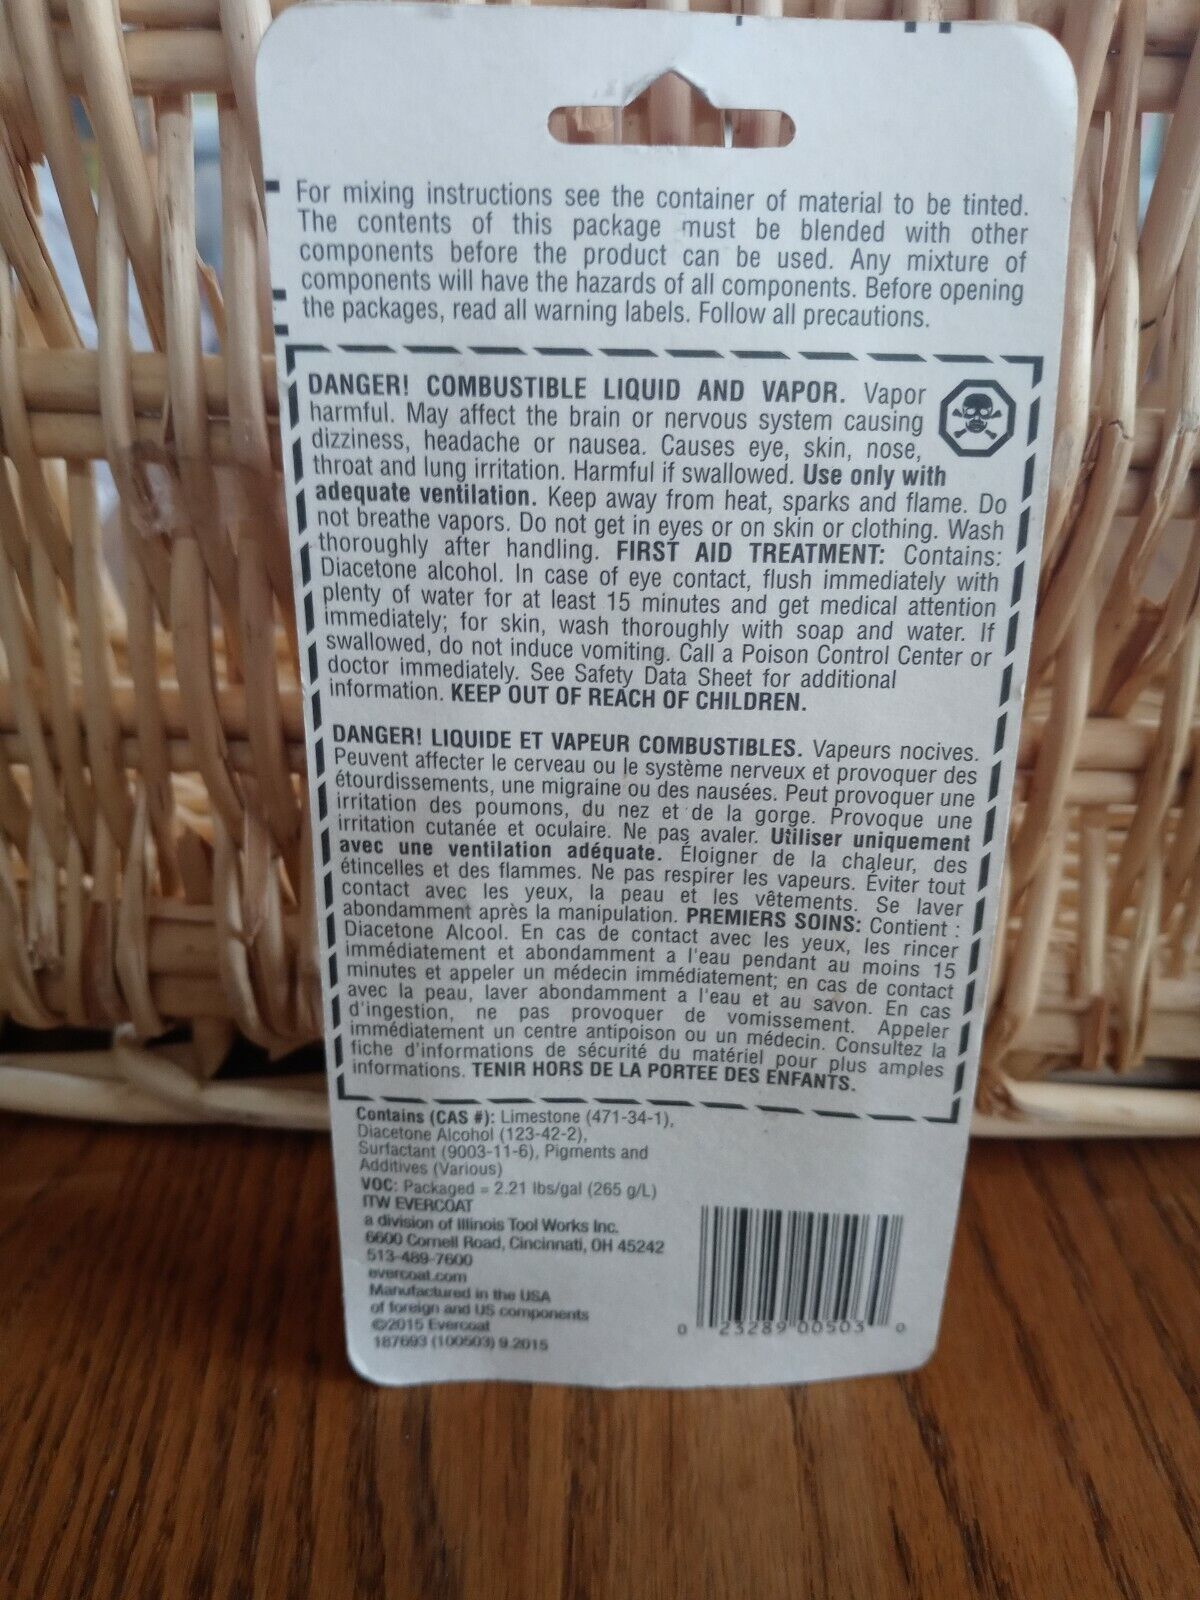 For mixing instructions see the container of material to be tinted.
The contents of this package must be blended with other
components before the product can be used. Any mixture of
components will have the hazards of all components. Before opening
the packages, read all warning labels. Follow all precautions.
DANGER! COMBUSTIBLE LIQUID AND VAPOR. Vapor
harmful. May affect the brain or nervous system causing
dizziness, headache or nausea. Causes eye, skin, nose,
throat and lung irritation. Harmful if swallowed. Use only with
adequate ventilation. Keep away from heat, sparks and flame. Do
not breathe vapors. Do not get in eyes or on skin or clothing. Wash
thoroughly after handling. FIRST AID TREATMENT: Contains:
Diacetone alcohol. In case of eye contact, flush immediately with
plenty of water for at least 15 minutes and get medical attention
immediately; for skin, wash thoroughly with soap and water. If
swallowed, do not induce vomiting. Call a Poison Control Center or
doctor immediately. See Safety Data Sheet for additional
information. KEEP OUT OF REACH OF CHILDREN.
DANGER! LIQUIDE ET VAPEUR COMBUSTIBLES. Vapeurs nocives.
Peuvent affecter le cerveau ou le système nerveux et provoquer des
étourdissements, une migraine ou des nausées. Peut provoquer une
irritation des poumons, du nez et de la gorge. Provoque une
irritation cutanée et oculaire. Ne pas avaler. Utiliser uniquement
avec une ventilation adéquate. Éloigner de la chaleur, des
étincelles et des flammes. Ne pas respirer les vapeurs. Éviter tout
contact avec les yeux, la peau et les vêtements. Se laver
abondamment après la manipulation. PREMIERS SOINS: Contient :
Diacetone Alcool. En cas de contact avec les yeux, les rincer
immédiatement et abondamment a l'eau pendant au moins 15
minutes et appeler un médecin immédiatement; en cas de contact
avec la peau, laver abondamment a l'eau et au savon. En cas
d'ingestion, ne pas provoquer de vomissement. Appeler
immédiatement un centre antipoison ou un médecin. Consultez la
fiche d'informations de sécurité du matériel pour plus amples
informations. TENIR HORS DE LA PORTEE DES ENFANTS.
Contains (CAS #): Limestone (471-34-1),
Diacetone Alcohol (123-42-2),
Surfactant (9003-11-6), Pigments and
Additives (Various)
VOC: Packaged = 2.21 lbs/gal (265 g/L)
ITW EVERCOAT
a division of Illinois Tool Works Inc.
6600 Cornell Road, Cincinnati, OH 45242
513-489-7600
evercoat.com
Manufactured in the USA
of foreign and US components
©2015 Evercoat
187693 (100503) 9.2015
0 23289 00503 0